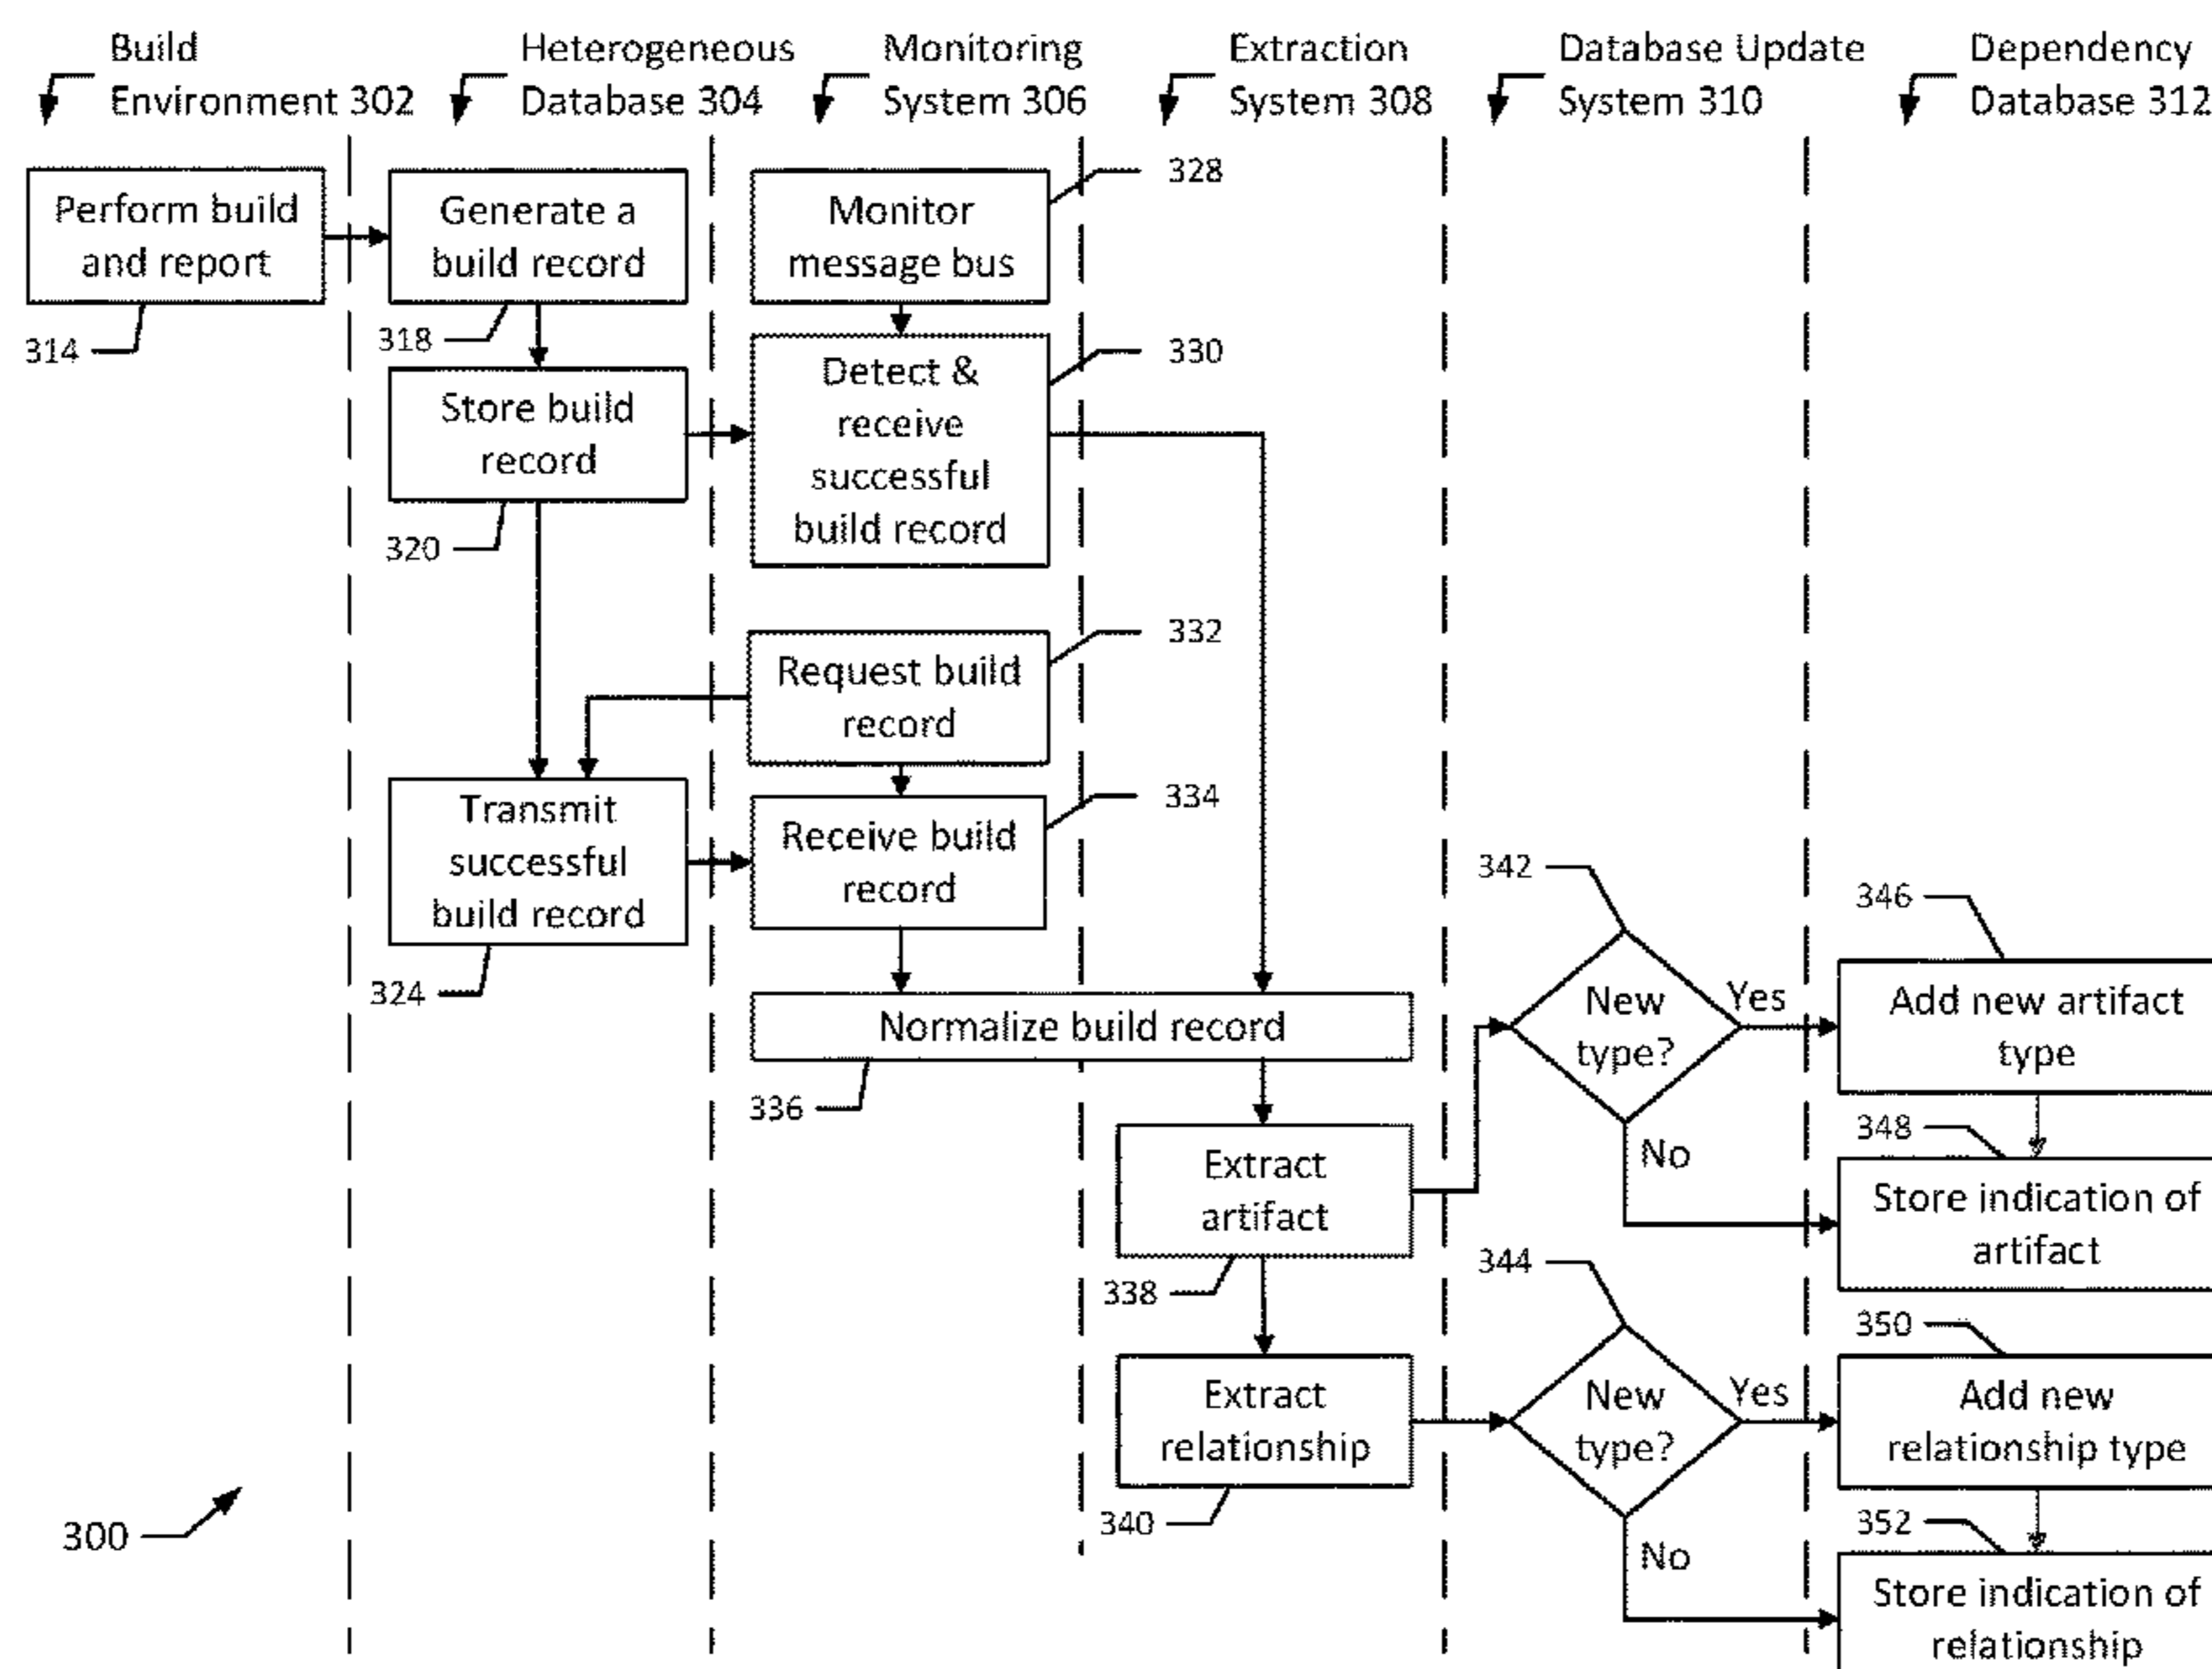 Build
Environment 302
Heterogeneous
Database 304
Monitoring
System 306
Extraction
System 308
Database Update
System 310
Dependency
Database 312
Perform build
and report
314
Generate a
build record
318
Store build
record
320
Transmit
successful
build record
324
Monitor
message bus
328
Detect &
receive
successful
build record
330
Request build
record
332
Receive build
record
334
Normalize build record
336
Extract
artifact
338
Extract
relationship
340
342
New
type?
Yes
No
344
New
type?
Yes
No
346
Add new artifact
type
348
Store indication of
artifact
350
Add new
relationship type
352
Store indication of
relationship
300